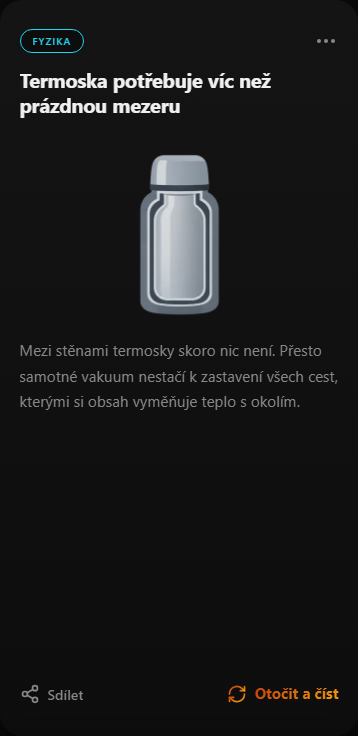 FYZIKA
Termoska potřebuje víc než
prázdnou mezeru
Mezi stěnami termosky skoro nic není. Přesto
samotné vakuum nestačí k zastavení všech cest,
kterými si obsah vyměňuje teplo s okolím.
Sdílet
Otočit a číst